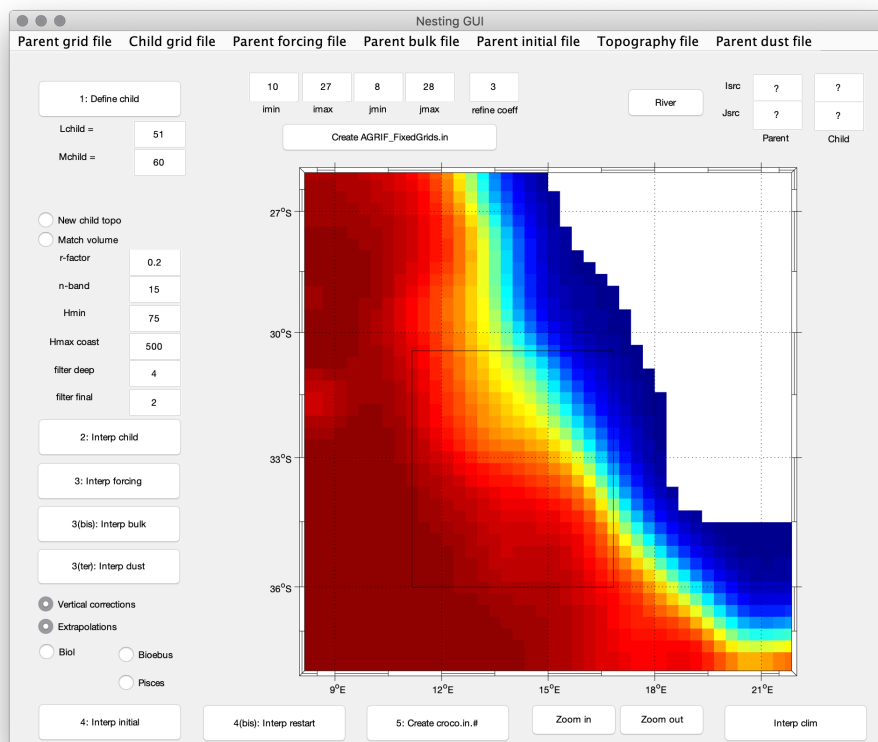 Nesting GUI
Parent grid file Child grid file Parent forcing file Parent bulk file Parent initial file Topography file Parent dust file
1: Define child
10 27 8 28 3
imin imax jmin jmax refine coeff
Create AGRIF_FixedGrids.in
River
Isrc ? ?
Jsrc ? ?
Parent Child
Lchild = 51
Mchild = 60
New child topo
Match volume
r-factor 0.2
n-band 15
Hmin 75
Hmax coast 500
filter deep 4
filter final 2
2: Interp child
3: Interp forcing
3(bis): Interp bulk
3(ter): Interp dust
Vertical corrections
Extrapolations
Biol Bioebus
Pisces
27°S
30°S
33°S
36°S
9°E 12°E 15°E 18°E 21°E
4: Interp initial 4(bis): Interp restart 5: Create croco.in.# Zoom in Zoom out Interp clim